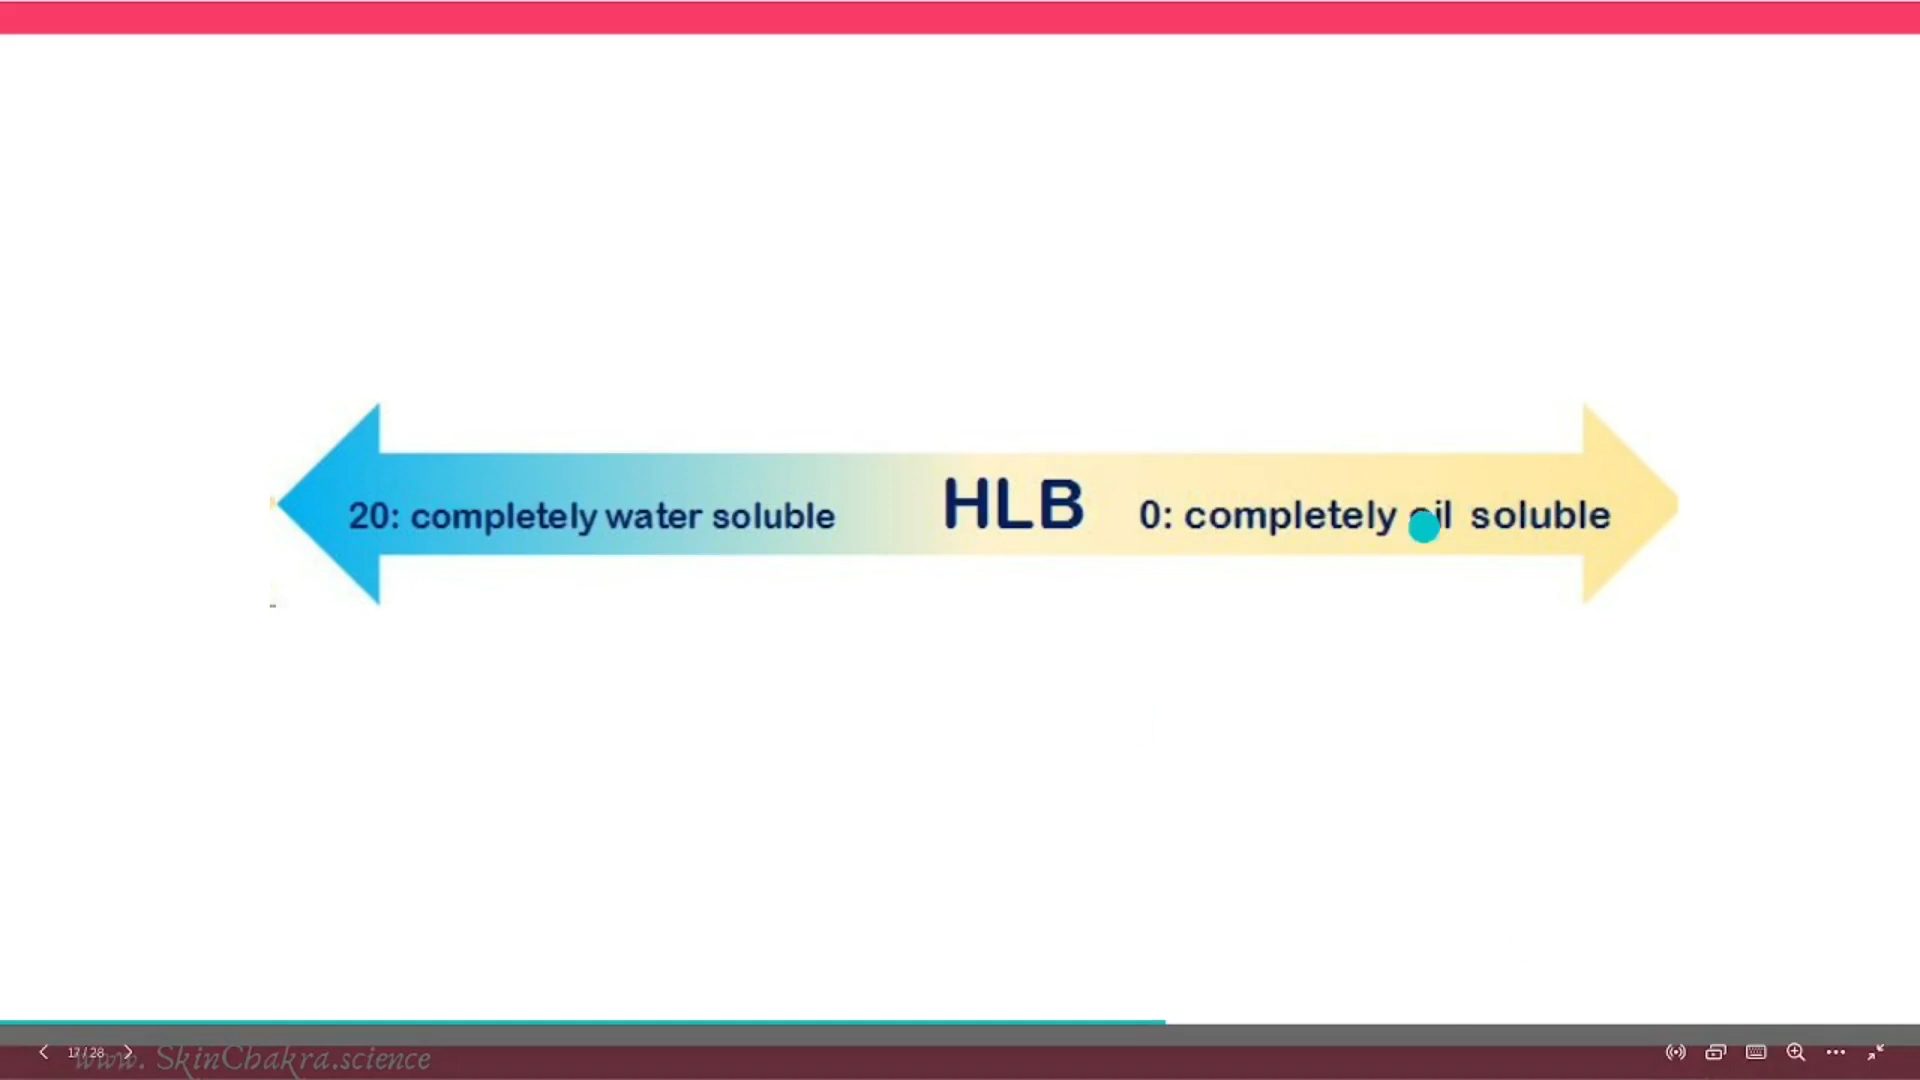 20: completely water soluble HLB 0: completely oil soluble
17 / 28
www. SkinChakra.science